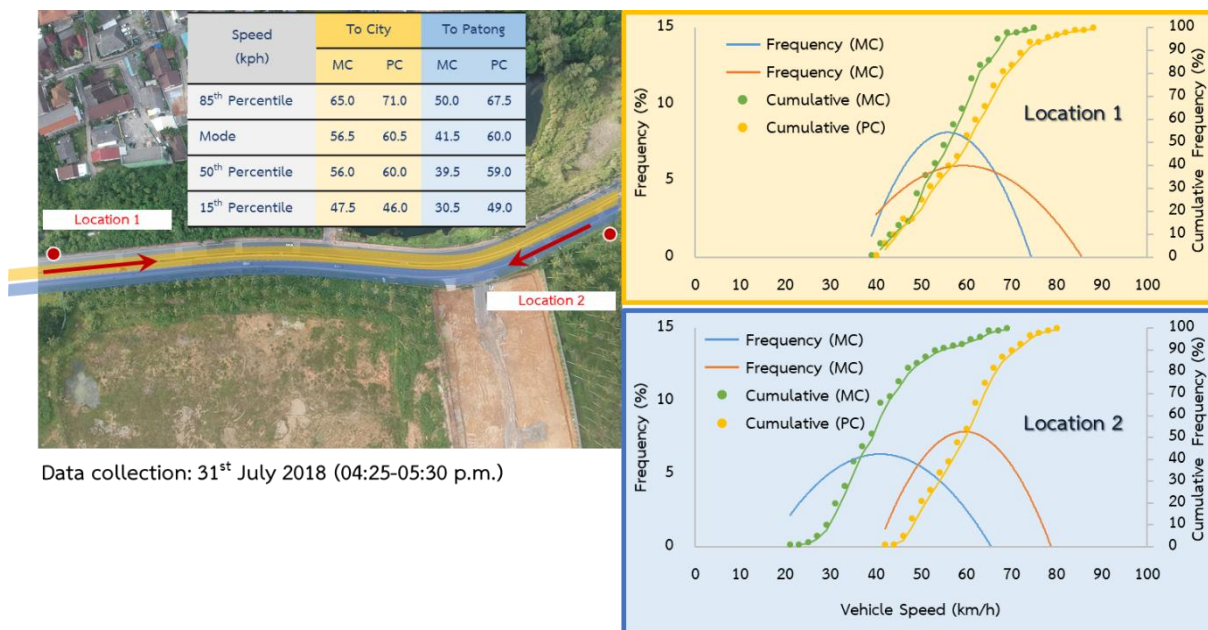 Speed
(kph)
To City
To Patong
MC
PC
MC
PC
85th Percentile
65.0
71.0
50.0
67.5
Mode
56.5
60.5
41.5
60.0
50th Percentile
56.0
60.0
39.5
59.0
15th Percentile
47.5
46.0
30.5
49.0
Location 1
Location 2
Data collection: 31st July 2018 (04:25-05:30 p.m.)
Frequency (%)
15
10
5
0
Frequency (MC)
Frequency (MC)
Cumulative (MC)
Cumulative (PC)
Location 1
100
90
80
70
60
50
40
30
20
10
0
Cumulative Frequency (%)
0 10 20 30 40 50 60 70 80 90 100
Frequency (%)
15
10
5
0
Frequency (MC)
Frequency (MC)
Cumulative (MC)
Cumulative (PC)
Location 2
100
90
80
70
60
50
40
30
20
10
0
Cumulative Frequency (%)
0 10 20 30 40 50 60 70 80 90 100
Vehicle Speed (km/h)